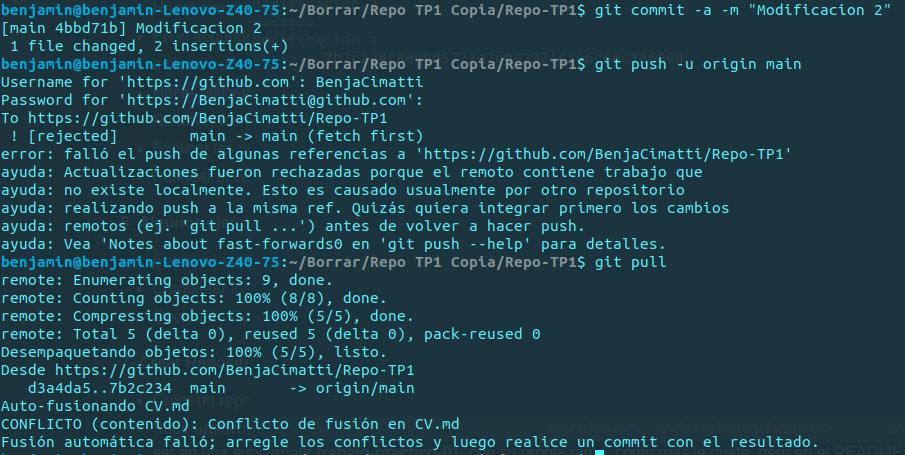 benjamin@benjamin-Lenovo-Z40-75:~/Borrar/Repo TP1 Copia/Repo-TP1$ git commit -a -m "Modificacion 2"
[main 4bbd71b] Modificacion 2
 1 file changed, 2 insertions(+)
benjamin@benjamin-Lenovo-Z40-75:~/Borrar/Repo TP1 Copia/Repo-TP1$ git push -u origin main
Username for 'https://github.com': BenjaCimatti
Password for 'https://BenjaCimatti@github.com':
To https://github.com/BenjaCimatti/Repo-TP1
 ! [rejected]        main -> main (fetch first)
error: falló el push de algunas referencias a 'https://github.com/BenjaCimatti/Repo-TP1'
ayuda: Actualizaciones fueron rechazadas porque el remoto contiene trabajo que
ayuda: no existe localmente. Esto es causado usualmente por otro repositorio
ayuda: realizando push a la misma ref. Quizás quiera integrar primero los cambios
ayuda: remotos (ej. 'git pull ...') antes de volver a hacer push.
ayuda: Vea 'Notes about fast-forwards0 en 'git push --help' para detalles.
benjamin@benjamin-Lenovo-Z40-75:~/Borrar/Repo TP1 Copia/Repo-TP1$ git pull
remote: Enumerating objects: 9, done.
remote: Counting objects: 100% (8/8), done.
remote: Compressing objects: 100% (5/5), done.
remote: Total 5 (delta 0), reused 5 (delta 0), pack-reused 0
Desempaquetando objetos: 100% (5/5), listo.
Desde https://github.com/BenjaCimatti/Repo-TP1
   d3a4da5..7b2c234  main       -> origin/main
Auto-fusionando CV.md
CONFLICTO (contenido): Conflicto de fusión en CV.md
Fusión automática falló; arregle los conflictos y luego realice un commit con el resultado.